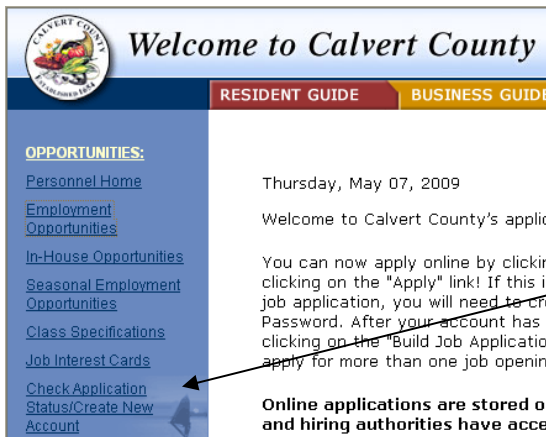 CALVERT COUNTY
ESTABLISHED 1654
Welcome to Calvert County
RESIDENT GUIDE
BUSINESS GUIDE
OPPORTUNITIES:
Personnel Home
Employment
Opportunities
In-House Opportunities
Seasonal Employment
Opportunities
Class Specifications
Job Interest Cards
Check Application
Status/Create New
Account
Thursday, May 07, 2009
Welcome to Calvert County's applic
You can now apply online by clickin
clicking on the "Apply" link! If this i
job application, you will need to cr
Password. After your account has
clicking on the "Build Job Applicatio
apply for more than one job openin
Online applications are stored o
and hiring authorities have acce